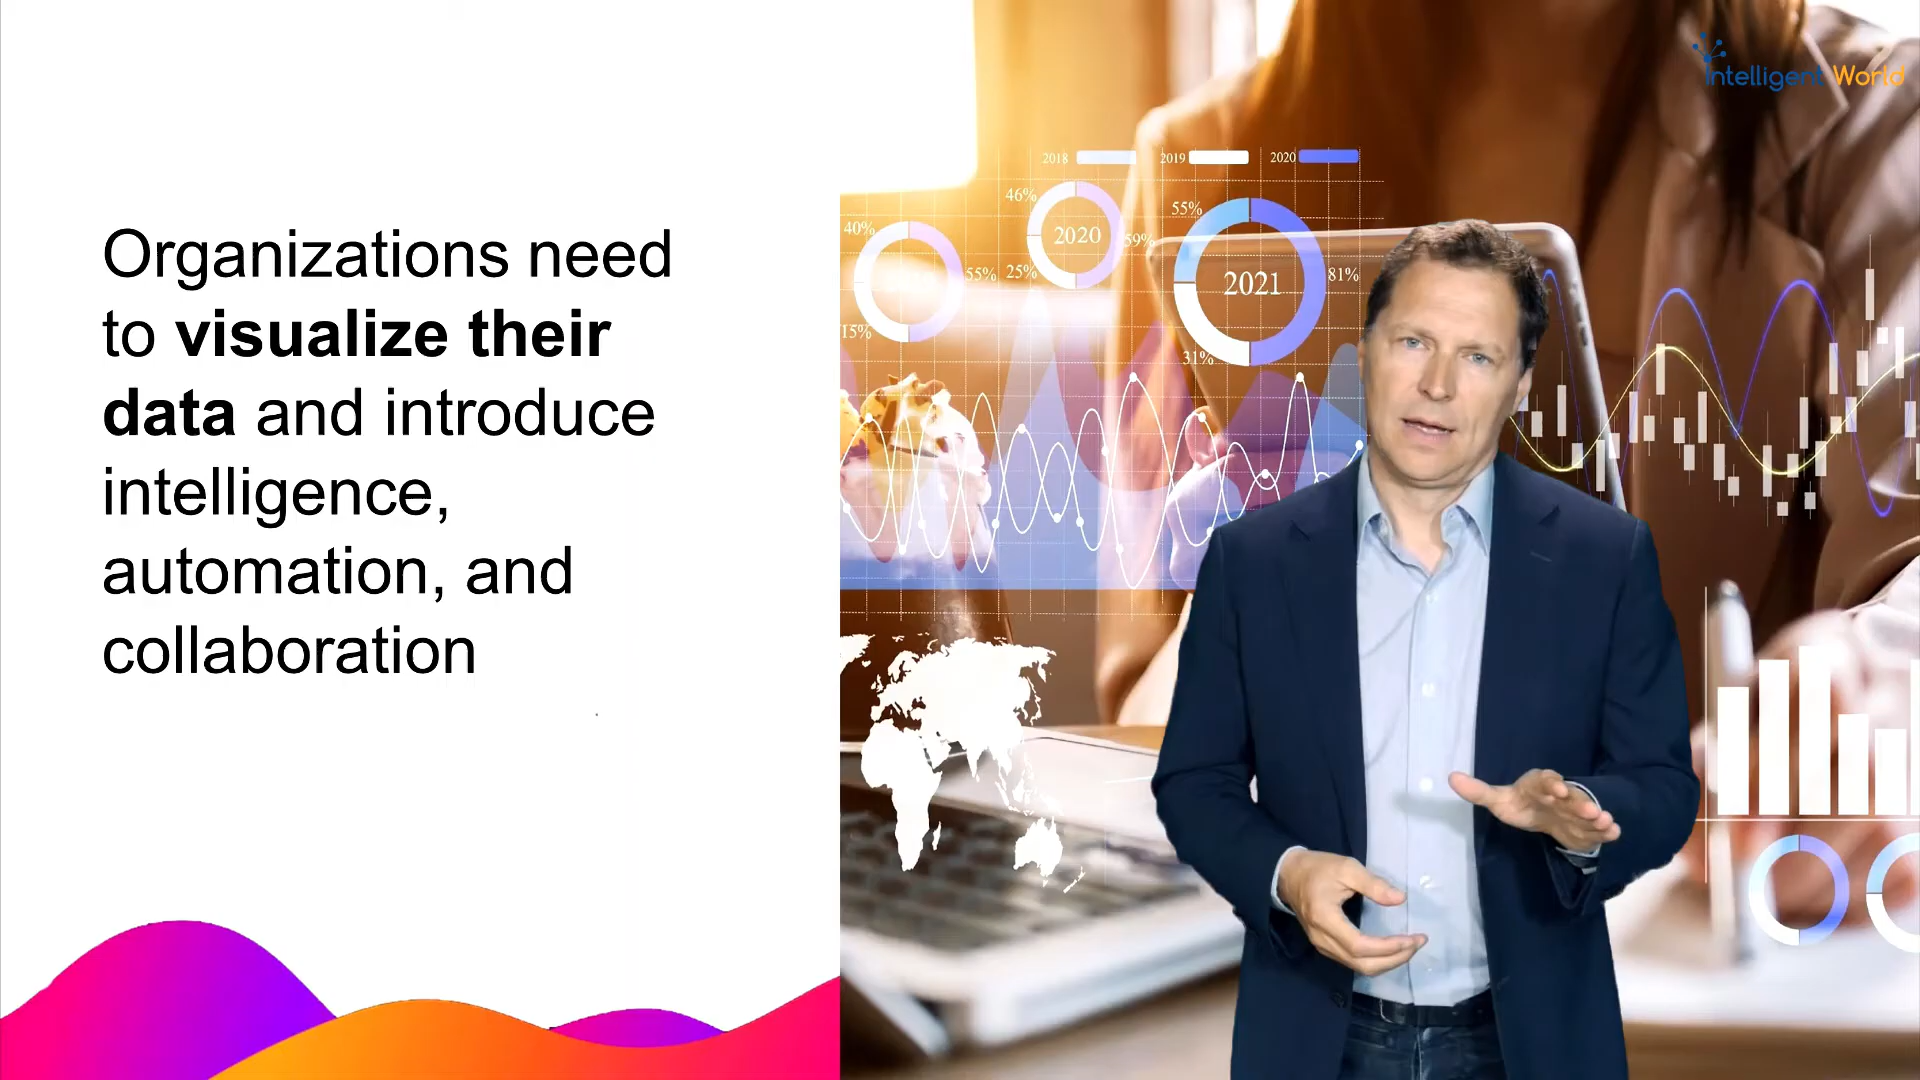 Intelligent World
Organizations need
to visualize their
data and introduce
intelligence,
automation, and
collaboration
2018
2019
2020
40%
55%
15%
46%
2020
59%
25%
55%
2021
81%
31%